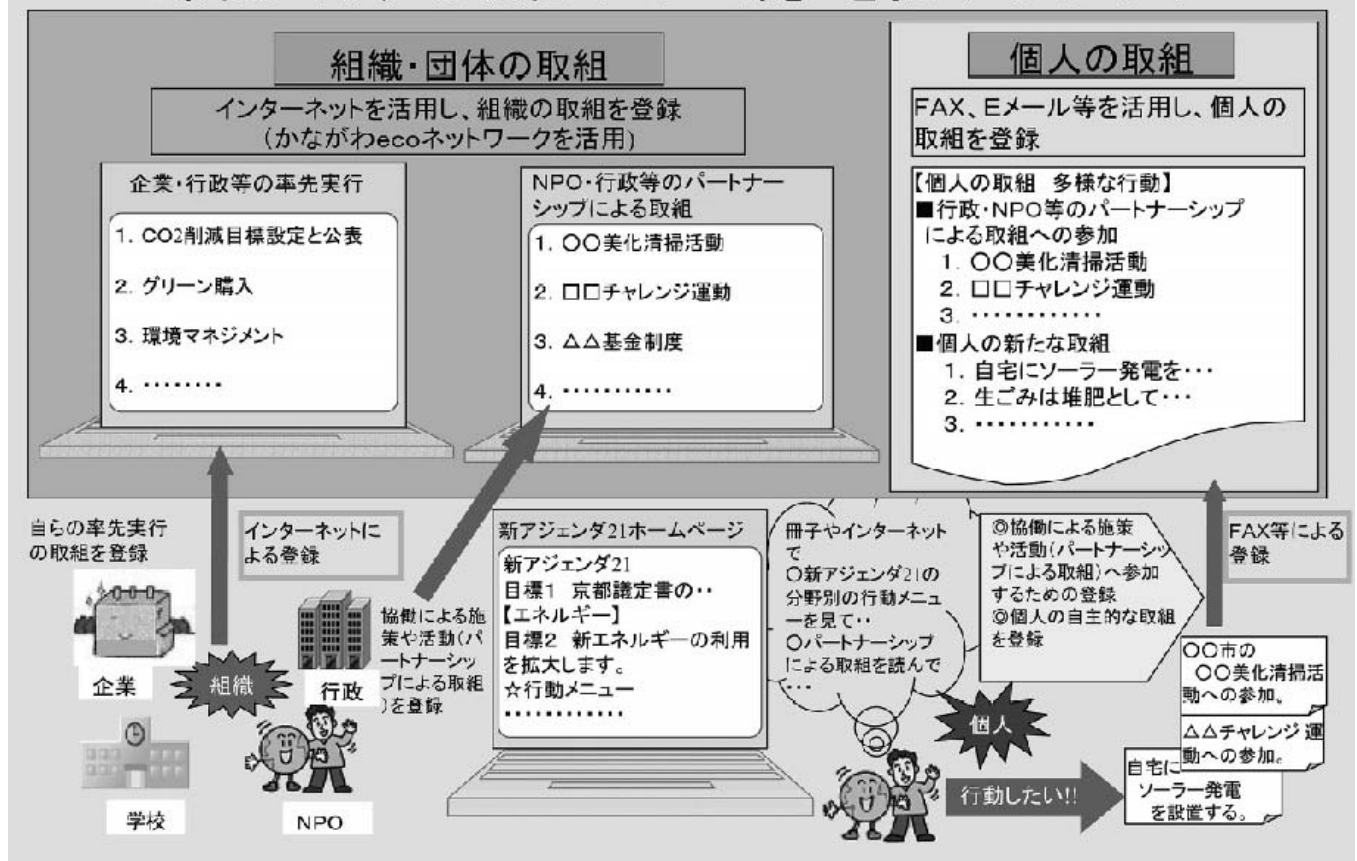 組織・団体の取組
インターネットを活用し、組織の取組を登録
(かながわecoネットワークを活用)
企業・行政等の率先実行
1. CO2削減目標設定と公表
2. グリーン購入
3. 環境マネジメント
4. ・・・・・・・・
NPO・行政等のパートナー
シップによる取組
1. 〇〇美化清掃活動
2. □□チャレンジ運動
3. △△基金制度
4. ・・・・・・・・・・・
個人の取組
FAX、Eメール等を活用し、個人の
取組を登録
【個人の取組 多様な行動】
■行政・NPO等のパートナーシップ
による取組への参加
1. 〇〇美化清掃活動
2. □□チャレンジ運動
3. ・・・・・・・・・・・・
■個人の新たな取組
1. 自宅にソーラー発電を・・・
2. 生ごみは堆肥として・・・
3. ・・・・・・・・・・・
自らの率先実行
の取組を登録
インターネットに
よる登録
企業
組織
行政
学校
NPO
協働による施
策や活動(パ
ートナーシッ
プによる取組
)を登録
新アジェンダ21ホームページ
新アジェンダ21
目標1 京都議定書の・・
【エネルギー】
目標2 新エネルギーの利用
を拡大します。
☆行動メニュー
・・・・・・・・・・・・
冊子やインターネット
で
〇新アジェンダ21の
分野別の行動メニュ
ーを見て・・
〇パートナーシップ
による取組を読んで
・・・
◎協働による施策
や活動(パートナーシッ
プによる取組)へ参加
するための登録
◎個人の自主的な取組
を登録
FAX等による
登録
個人
行動したい!!
〇〇市の
〇〇美化清掃活
動への参加。
△△チャレンジ 運
動への参加。
自宅に
ソーラー発電
を設置する。